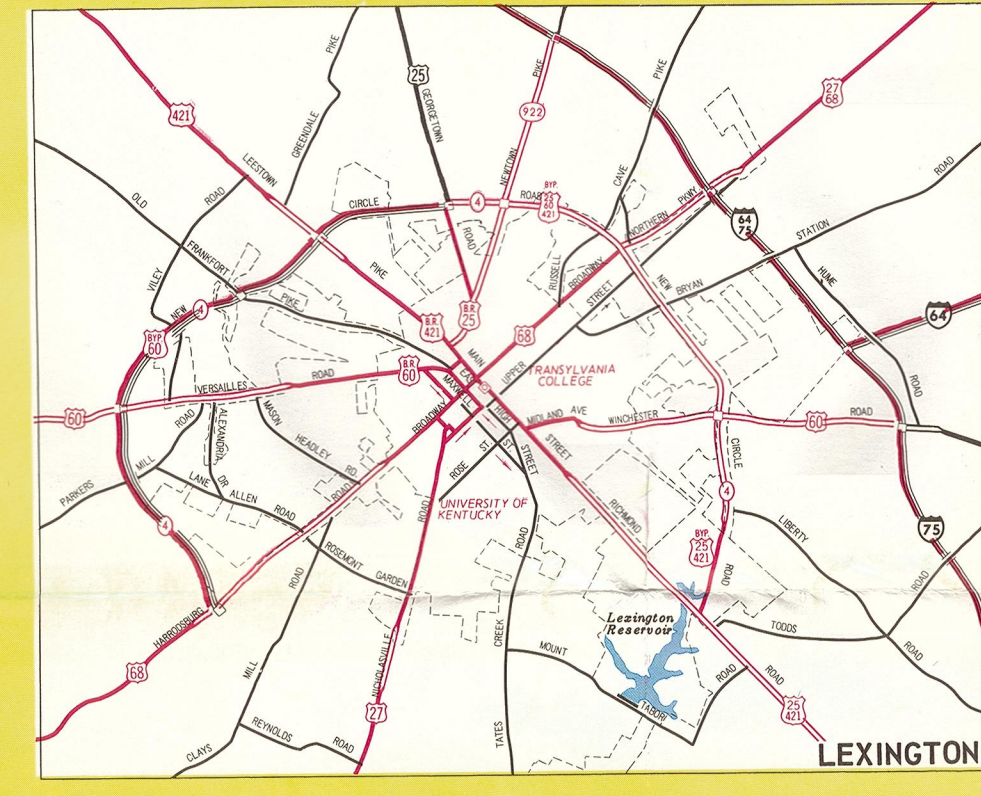 PIKE
25
GEORGETOWN
PIKE
922
PIKE
27
68
421
GREENDALE
LEESTOWN
ROAD
OLD
FRANKFORT
PIKE
VILEY
NEW
4
BYP.
60
CIRCLE
4
ROAD
BYP.
25
60
421
NEWTOWN
CAVE
NORTHERN PKWY
64
75
STATION
ROAD
HUME
ROAD
64
PIKE
ROAD
RUSSELL
BROADWAY
STREET
NEW
BRYAN
B.R.
421
B.R.
25
68
MAIN
EAST
UPPER
TRANSYLVANIA
COLLEGE
B.R.
60
MAXWELL
BROADWAY
HIGH
MIDLAND AVE
WINCHESTER
60
ROAD
60
VERSAILLES
ROAD
ROAD
ALEXANDRIA
DR
MASON
HEADLEY
RD.
ROAD
ROSE
ST.
ST.
STREET
STREET
CIRCLE
4
BYP.
25
421
ROAD
PARKERS
MILL
LANE
ALLEN
ROAD
4
UNIVERSITY OF
KENTUCKY
ROAD
RICHMOND
LIBERTY
75
ROAD
ROAD
TODDS
ROSEMONT
GARDEN
ROAD
ROAD
Lexington
Reservoir
HARRODSBURG
68
MILL
CLAYS
REYNOLDS
ROAD
NICHOLASVILLE
27
TATES
CREEK
MOUNT
TABOR
ROAD
ROAD
25
421
LEXINGTON